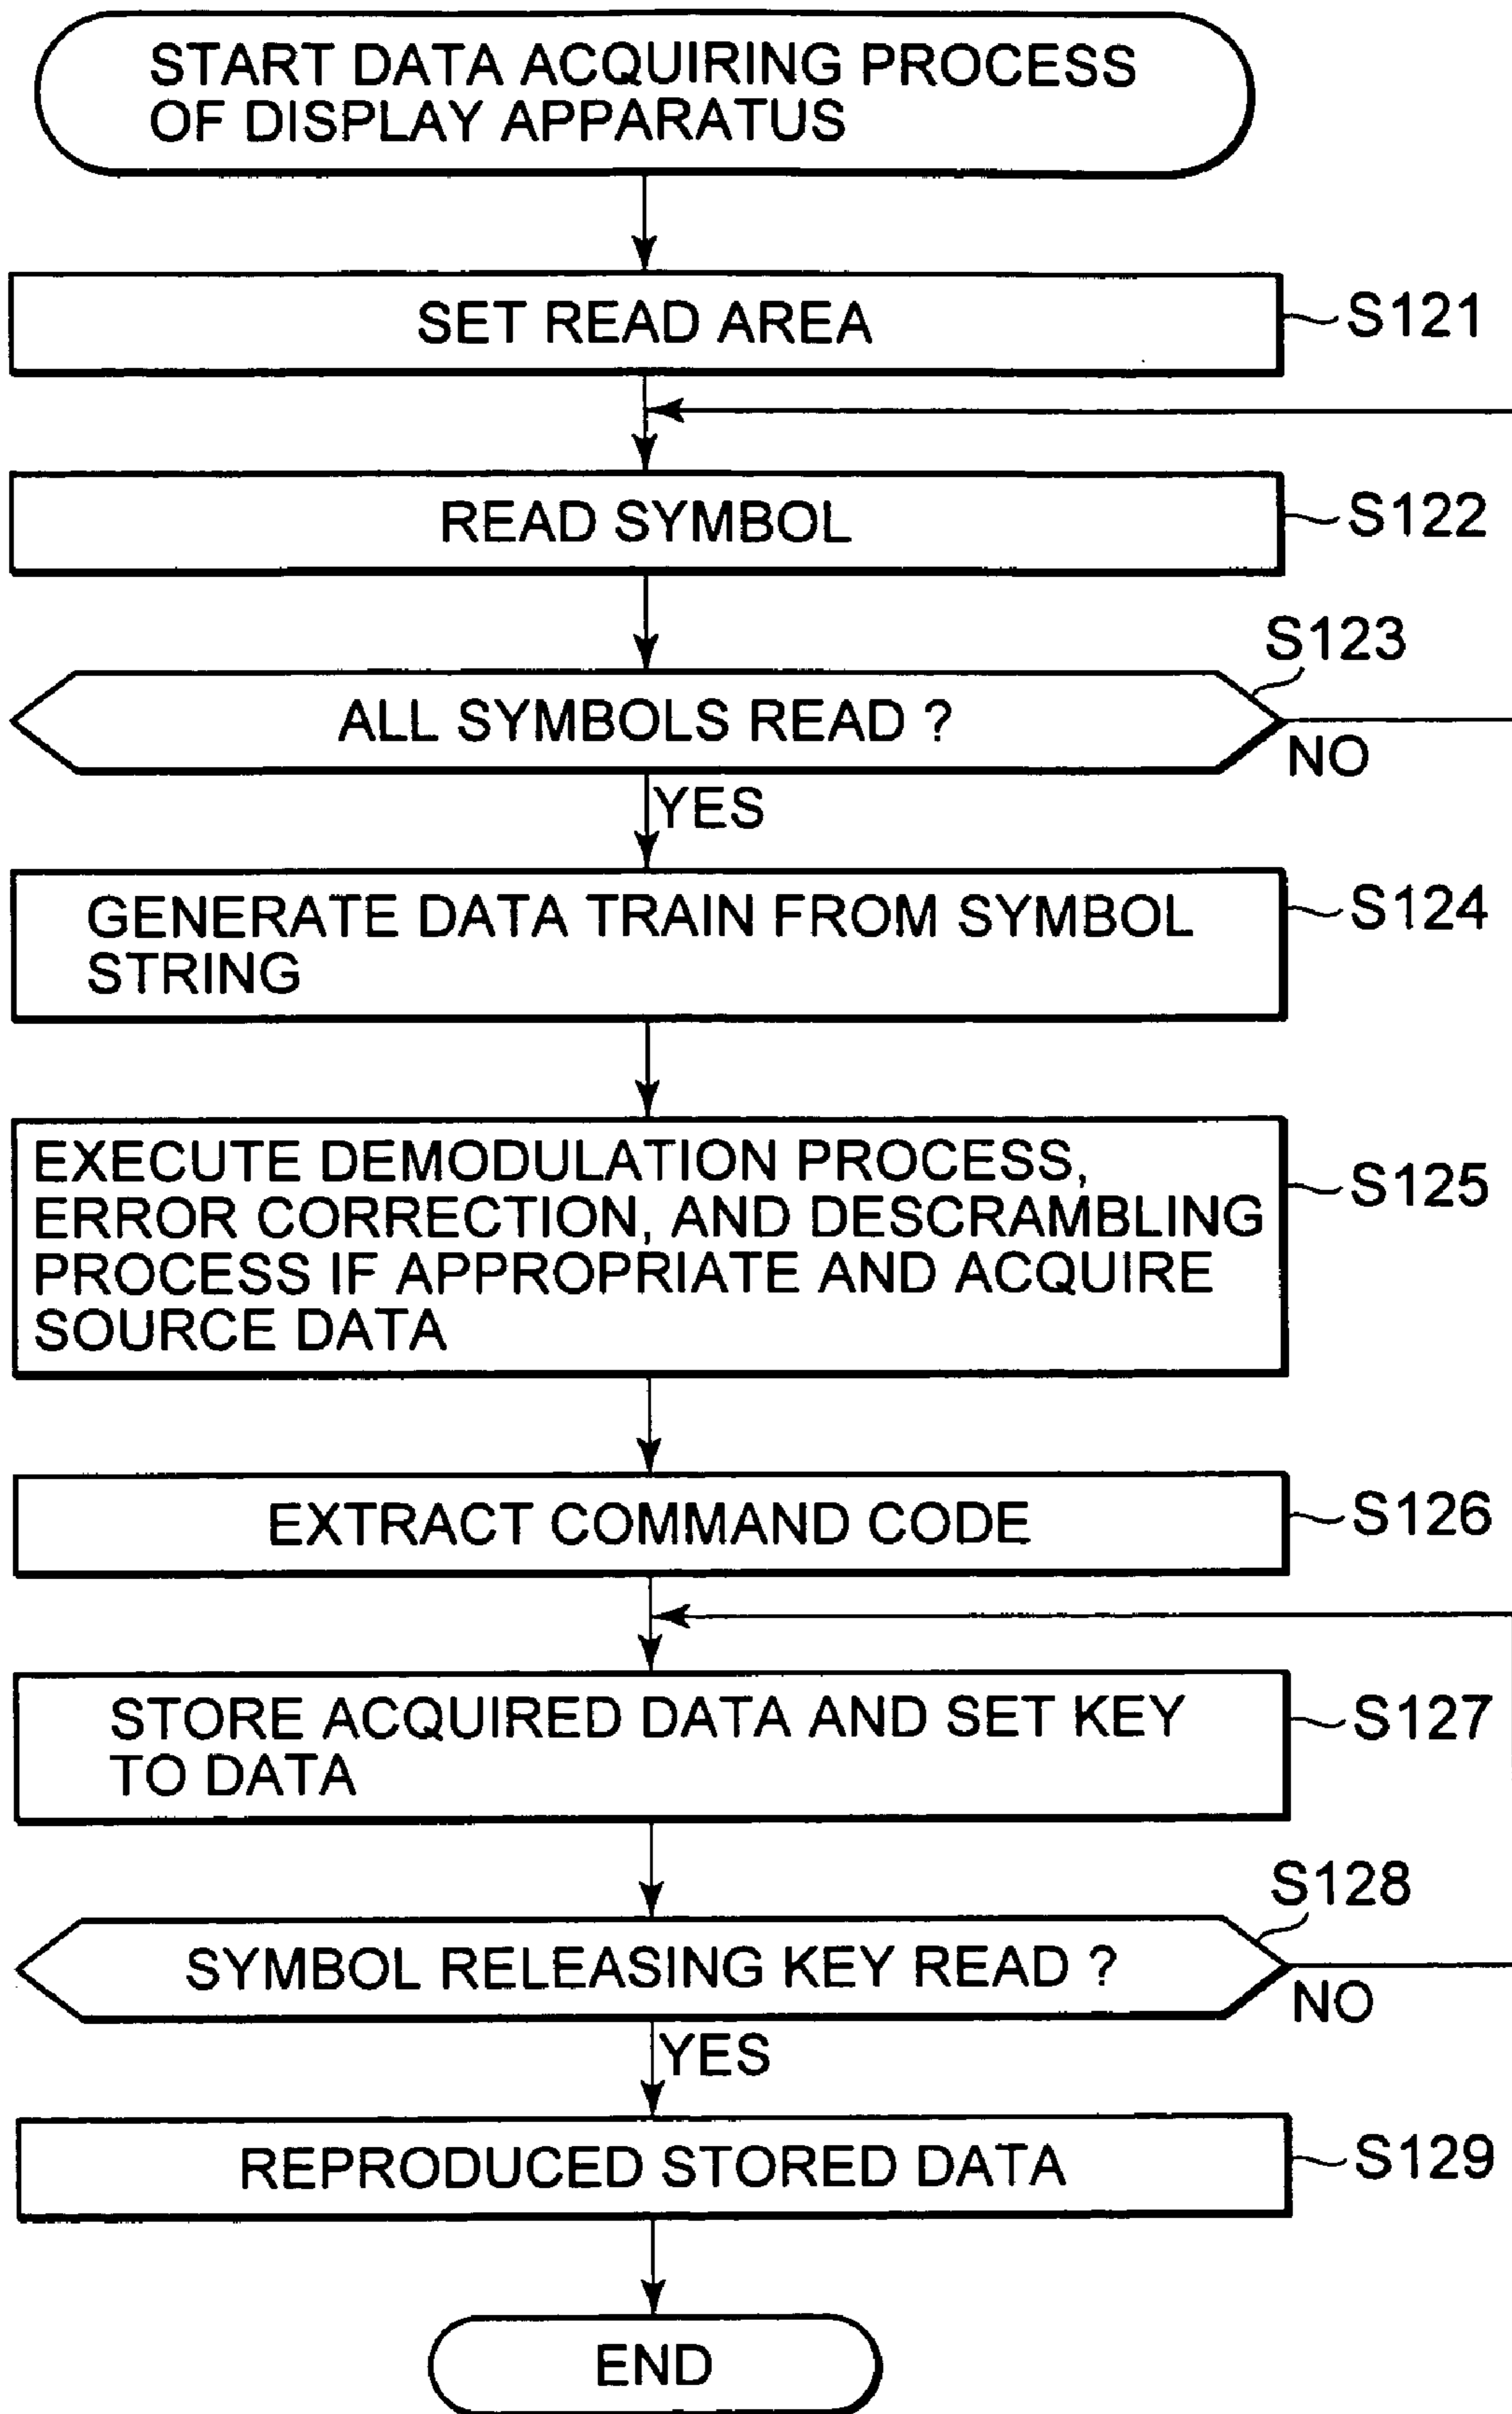 START DATA ACQUIRING PROCESS
OF DISPLAY APPARATUS
SET READ AREA
S121
READ SYMBOL
S122
S123
ALL SYMBOLS READ ?
NO
YES
GENERATE DATA TRAIN FROM SYMBOL
STRING
S124
EXECUTE DEMODULATION PROCESS,
ERROR CORRECTION, AND DESCRAMBLING
PROCESS IF APPROPRIATE AND ACQUIRE
SOURCE DATA
S125
EXTRACT COMMAND CODE
S126
STORE ACQUIRED DATA AND SET KEY
TO DATA
S127
S128
SYMBOL RELEASING KEY READ ?
NO
YES
REPRODUCED STORED DATA
S129
END